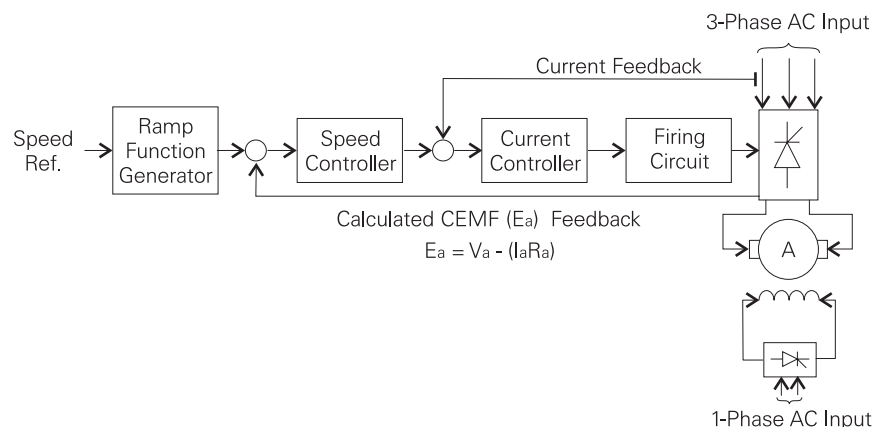 3-Phase AC Input
Current Feedback
Speed
Ref.
Ramp
Function
Generator
Speed
Controller
Current
Controller
Firing
Circuit
Calculated CEMF (Ea) Feedback
Ea = Va - (IaRa)
A
1-Phase AC Input